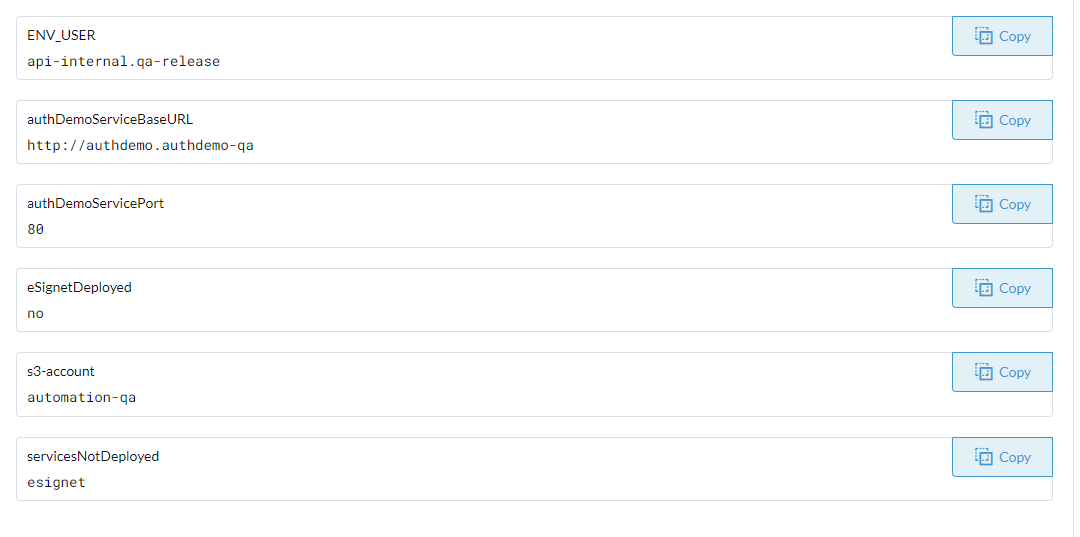 ENV_USER
Copy
api-internal.qa-release
authDemoServiceBaseURL
Copy
http://authdemo.authdemo-qa
authDemoServicePort
Copy
80
eSignetDeployed
Copy
no
s3-account
Copy
automation-qa
servicesNotDeployed
Copy
esignet